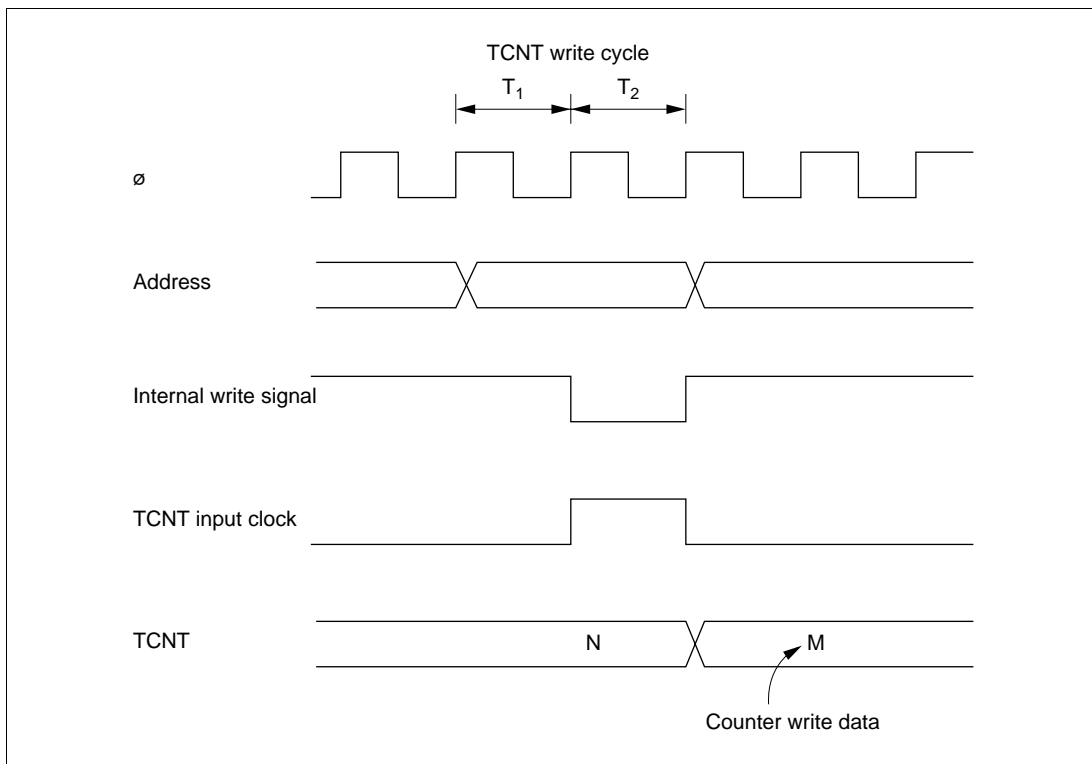 TCNT write cycle
T1 T2
ø
Address
Internal write signal
TCNT input clock
TCNT N M
Counter write data